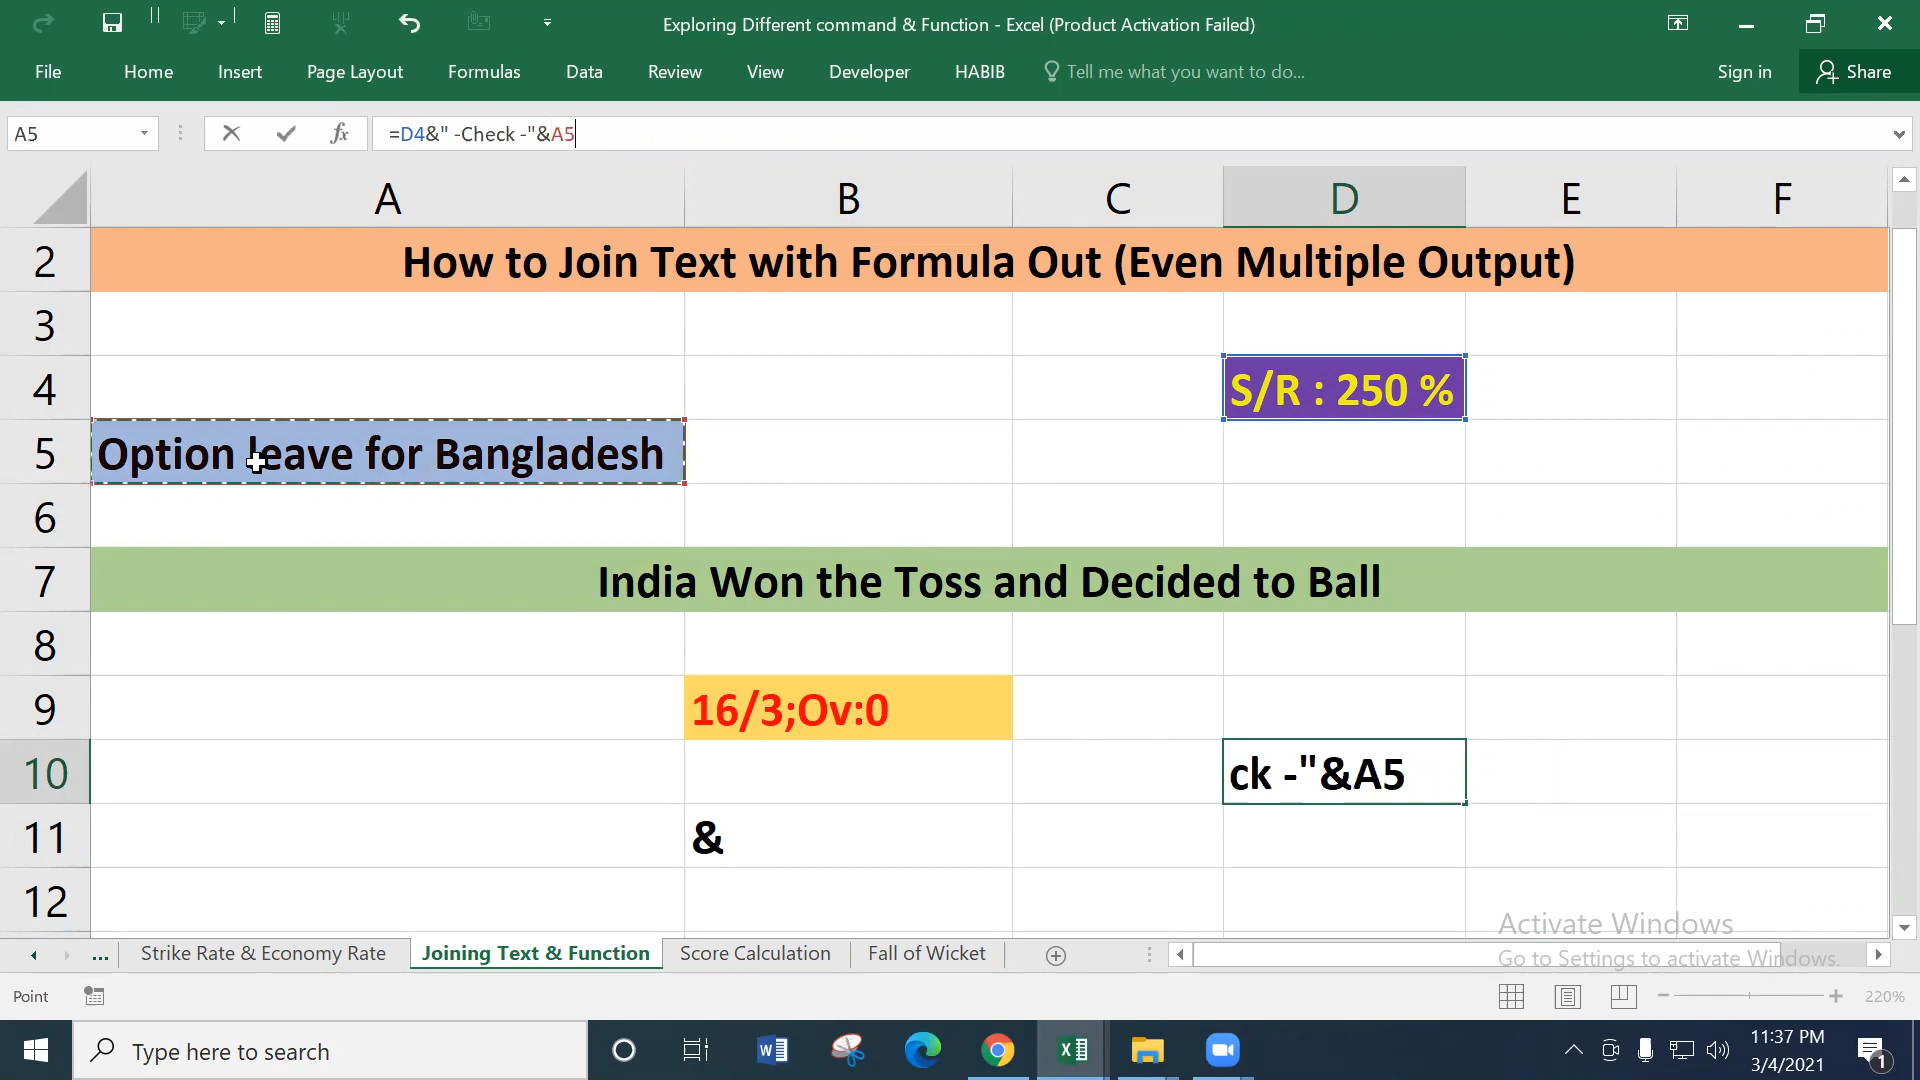 Exploring Different command & Function - Excel (Product Activation Failed)
File Home Insert Page Layout Formulas Data Review View Developer HABIB Tell me what you want to do... Sign in Share
A5 fx =D4&" -Check -"&A5
A B C D E F
2 How to Join Text with Formula Out (Even Multiple Output)
3
4 S/R : 250 %
5 Option leave for Bangladesh
6
7 India Won the Toss and Decided to Ball
8
9 16/3;Ov:0
10 ck -"&A5
11 &
12
Activate Windows
Go to Settings to activate Windows.
... Strike Rate & Economy Rate Joining Text & Function Score Calculation Fall of Wicket
Point 220%
Type here to search 11:37 PM
3/4/2021 1